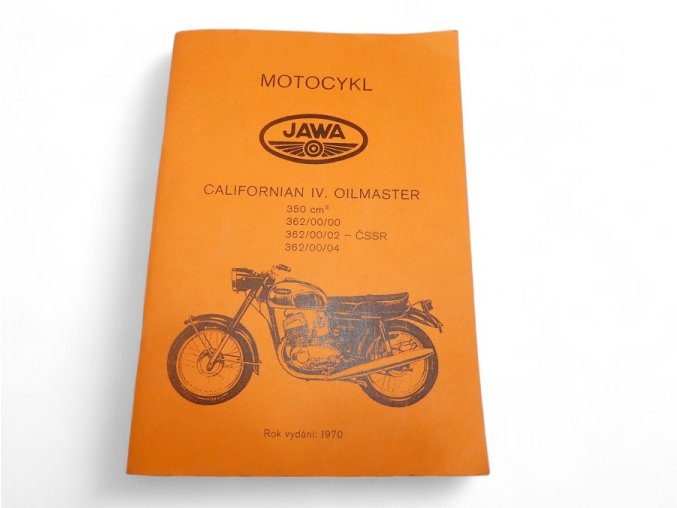 MOTOCYKL
JAWA
CALIFORNIAN IV. OILMASTER
350 cm³
362/00/00
362/00/02 – ČSSR
362/00/04
Rok vydání: 1970